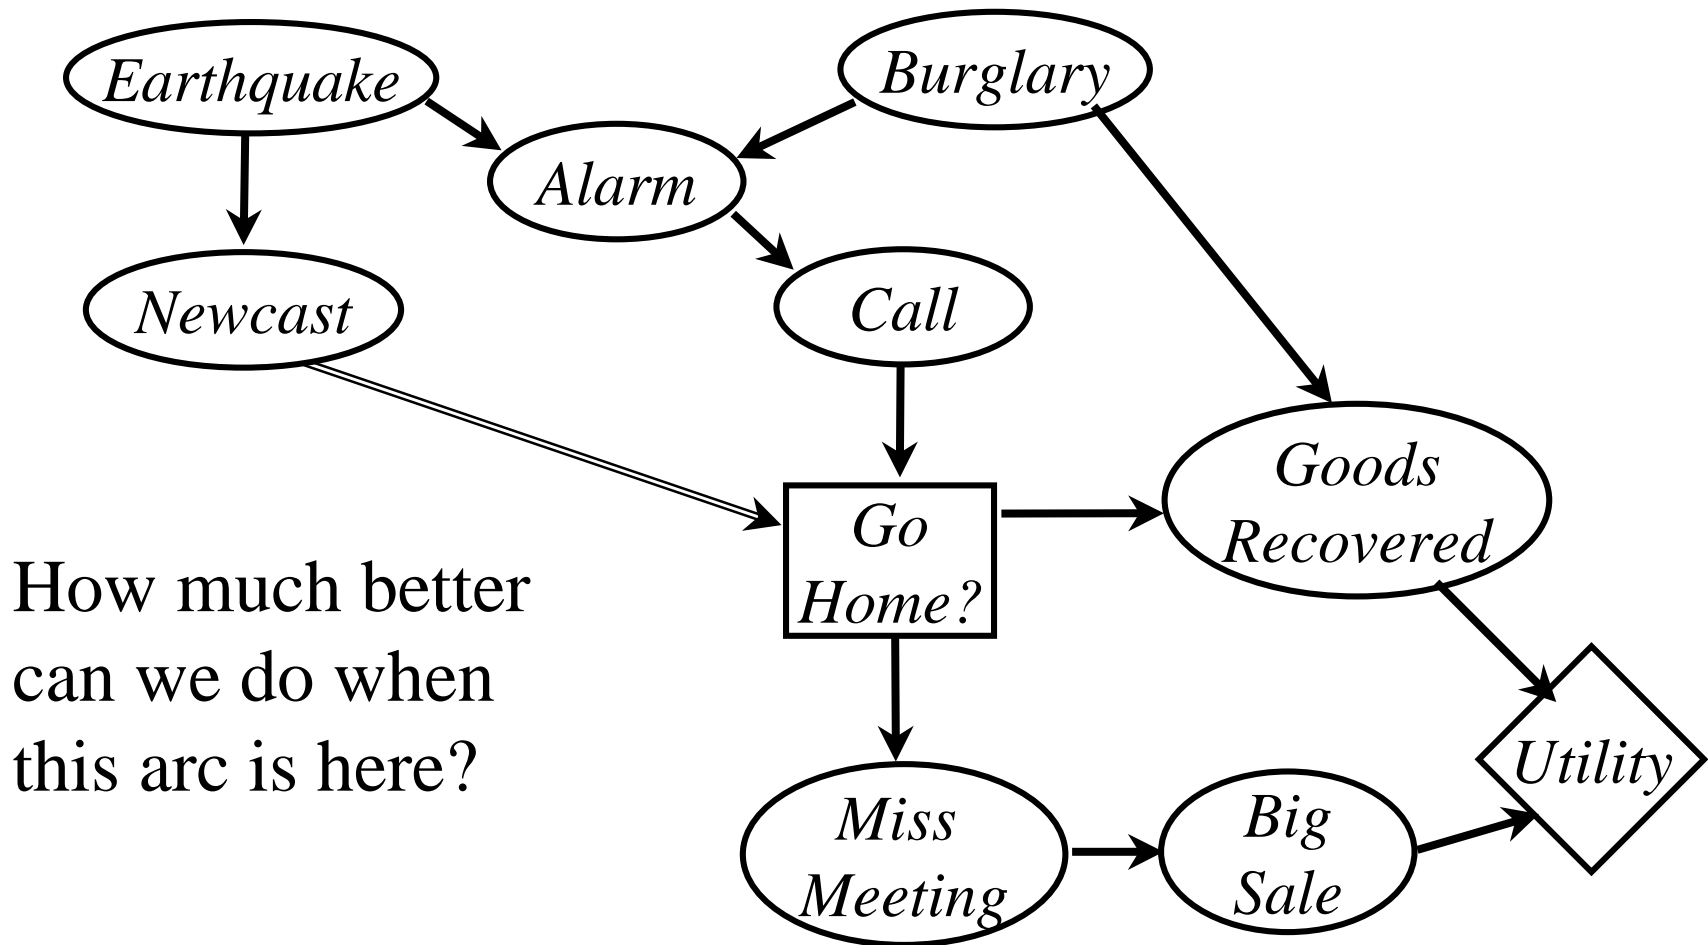 Earthquake
Burglary
Alarm
Newcast
Call
Goods
Recovered
Go
Home?
How much better
can we do when
this arc is here?
Utility
Miss
Meeting
Big
Sale